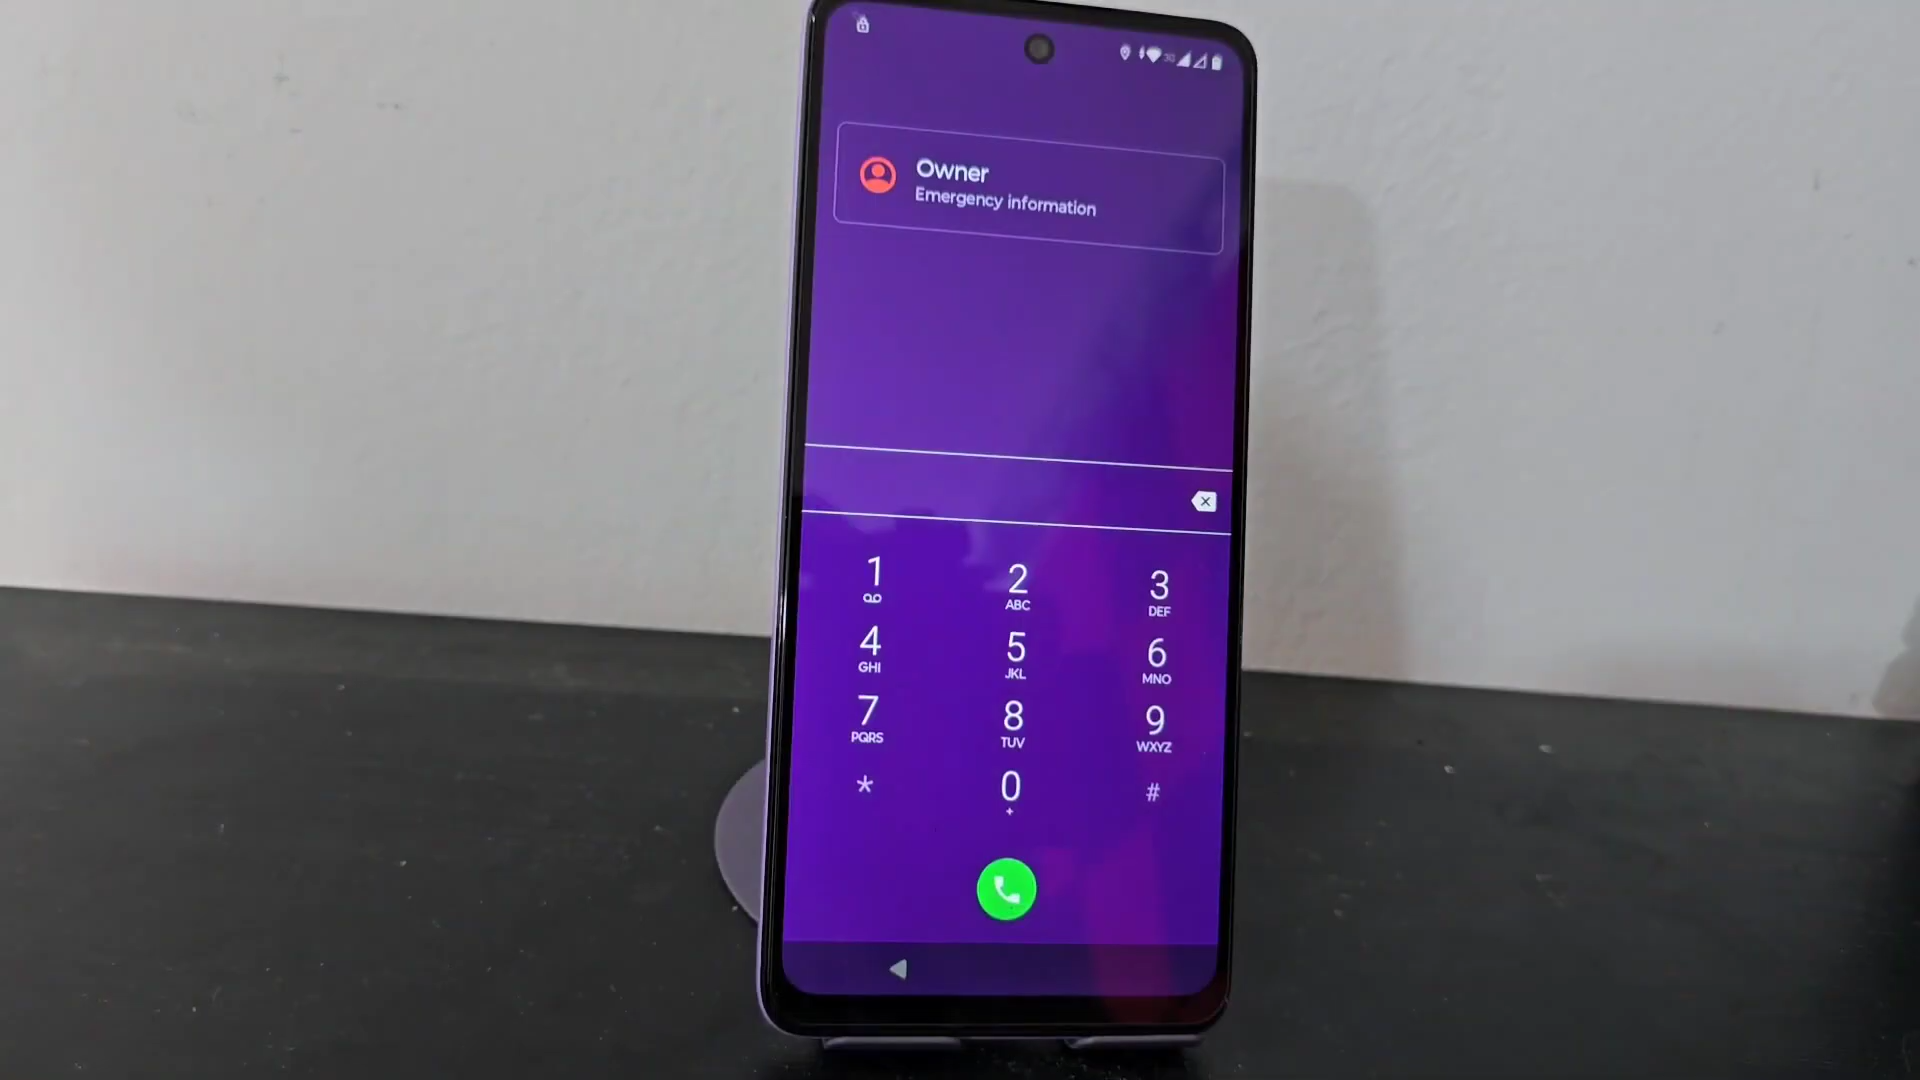 3G
Owner
Emergency information
1 2 3
ABC DEF
4 5 6
GHI JKL MNO
7 8 9
PQRS TUV WXYZ
* 0 #
+